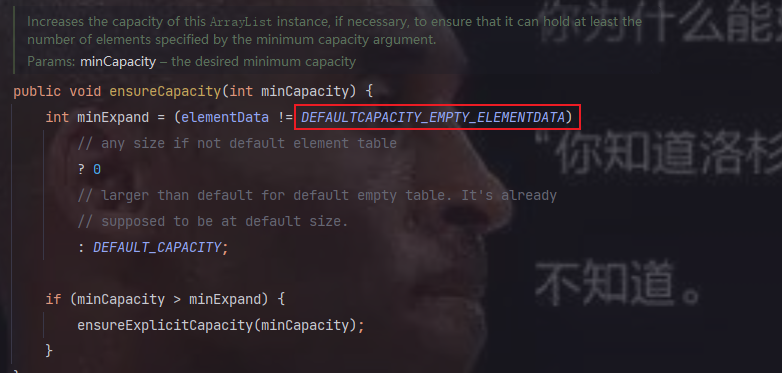 Increases the capacity of this ArrayList instance, if necessary, to ensure that it can hold at least the
number of elements specified by the minimum capacity argument.
Params: minCapacity – the desired minimum capacity
public void ensureCapacity(int minCapacity) {
int minExpand = (elementData != DEFAULTCAPACITY_EMPTY_ELEMENTDATA)
// any size if not default element table
? 0
// larger than default for default empty table. It's already
// supposed to be at default size.
: DEFAULT_CAPACITY;
if (minCapacity > minExpand) {
ensureExplicitCapacity(minCapacity);
}
你为什么能
“你知道洛杉
不知道。